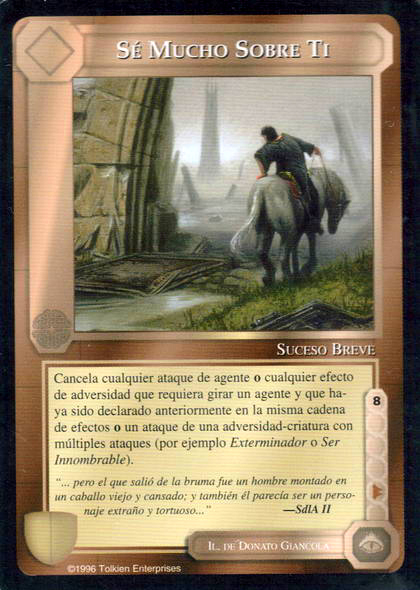 Sé Mucho Sobre Ti
Suceso Breve
Cancela cualquier ataque de agente o cualquier efecto
de adversidad que requiera girar un agente y que ha-
ya sido declarado anteriormente en la misma cadena
de efectos o un ataque de una adversidad-criatura con
múltiples ataques (por ejemplo Exterminador o Ser
Innombrable).
8
"... pero el que salió de la bruma fue un hombre montado en
un caballo viejo y cansado; y también él parecía ser un perso-
naje extraño y tortuoso..." —SdlA II
Il. de Donato Giancola
©1996 Tolkien Enterprises